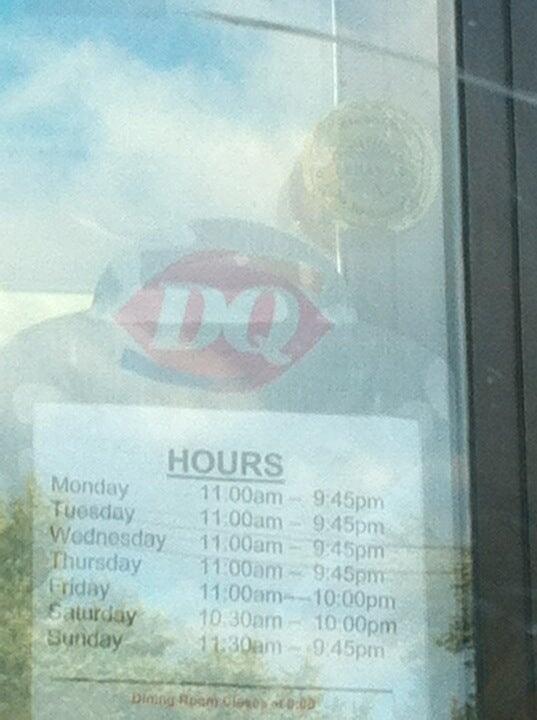 DQ
HOURS
Monday 11.00am – 9:45pm
Tuesday 11.00am – 9:45pm
Wednesday 11.00am – 9:45pm
Thursday 11.00am – 9:45pm
Friday 11:00am – 10:00pm
Saturday 10.30am – 10:00pm
Sunday 11:30am – 9:45pm
Dining Room Closes at